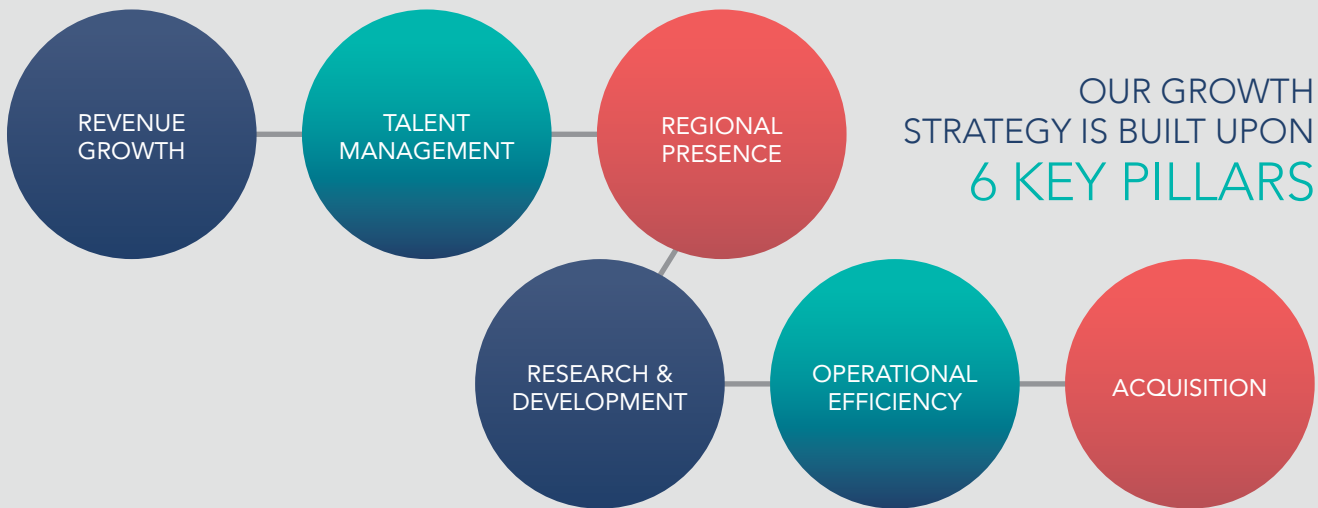 REVENUE
GROWTH
TALENT
MANAGEMENT
REGIONAL
PRESENCE
OUR GROWTH
STRATEGY IS BUILT UPON
6 KEY PILLARS
RESEARCH &
DEVELOPMENT
OPERATIONAL
EFFICIENCY
ACQUISITION